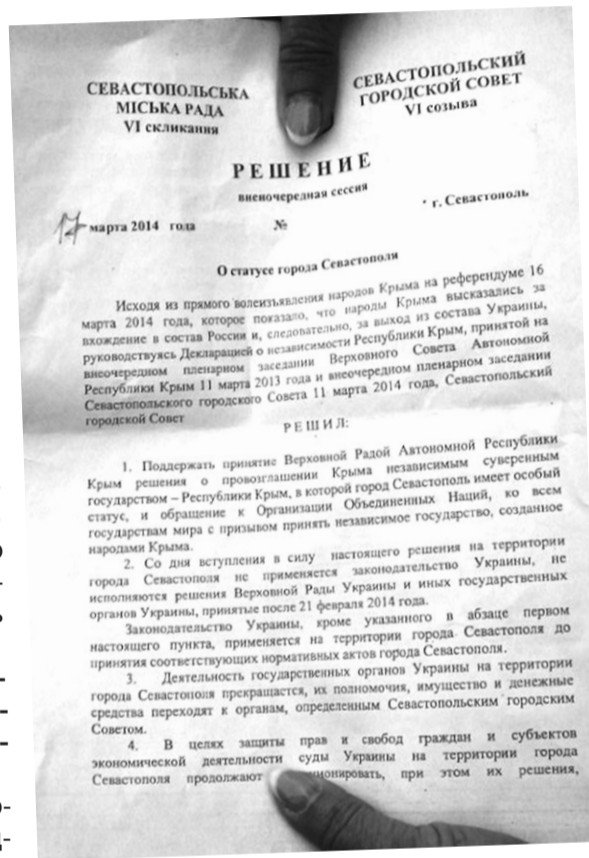 СЕВАСТОПОЛЬСЬКА
МІСЬКА РАДА
VI скликання
СЕВАСТОПОЛЬСКИЙ
ГОРОДСКОЙ СОВЕТ
VI созыва
Р Е Ш Е Н И Е
внеочередная сессия
17 марта 2014 года № г. Севастополь
О статусе города Севастополя
Исходя из прямого волеизъявления народов Крыма на референдуме 16
марта 2014 года, которое показало, что народы Крыма высказались за
вхождение в состав России и, следовательно, за выход из состава Украины,
руководствуясь Декларацией о независимости Республики Крым, принятой на
внеочередном пленарном заседании Верховного Совета Автономной
Республики Крым 11 марта 2013 года и внеочередном пленарном заседании
Севастопольского городского Совета 11 марта 2014 года, Севастопольский
городской Совет
Р Е Ш И Л:
1. Поддержать принятие Верховной Радой Автономной Республики
Крым решения о провозглашении Крыма независимым суверенным
государством – Республики Крым, в которой город Севастополь имеет особый
статус, и обращение к Организации Объединенных Наций, ко всем
государствам мира с призывом принять независимое государство, созданное
народами Крыма.
2. Со дня вступления в силу настоящего решения на территории
города Севастополя не применяется законодательство Украины, не
исполняются решения Верховной Рады Украины и иных государственных
органов Украины, принятые после 21 февраля 2014 года.
Законодательство Украины, кроме указанного в абзаце первом
настоящего пункта, применяется на территории города Севастополя до
принятия соответствующих нормативных актов города Севастополя.
3. Деятельность государственных органов Украины на территории
города Севастополя прекращается, их полномочия, имущество и денежные
средства переходят к органам, определенным Севастопольским городским
Советом.
4. В целях защиты прав и свобод граждан и субъектов
экономической деятельности суды Украины на территории города
Севастополя продолжают ционировать, при этом их решения,